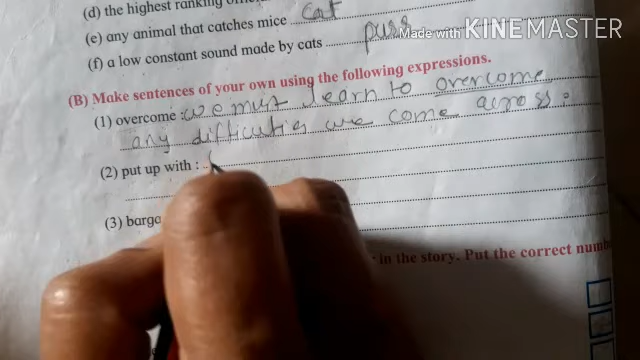 (d) the highest ranking
(e) any animal that catches mice cat
Made with KINEMASTER
(f) a low constant sound made by cats purr
(B) Make sentences of your own using the following expressions.
(1) overcome : we must learn to overcome
any difficulties we come across.
(2) put up with :
(3) barga
in the story. Put the correct numb